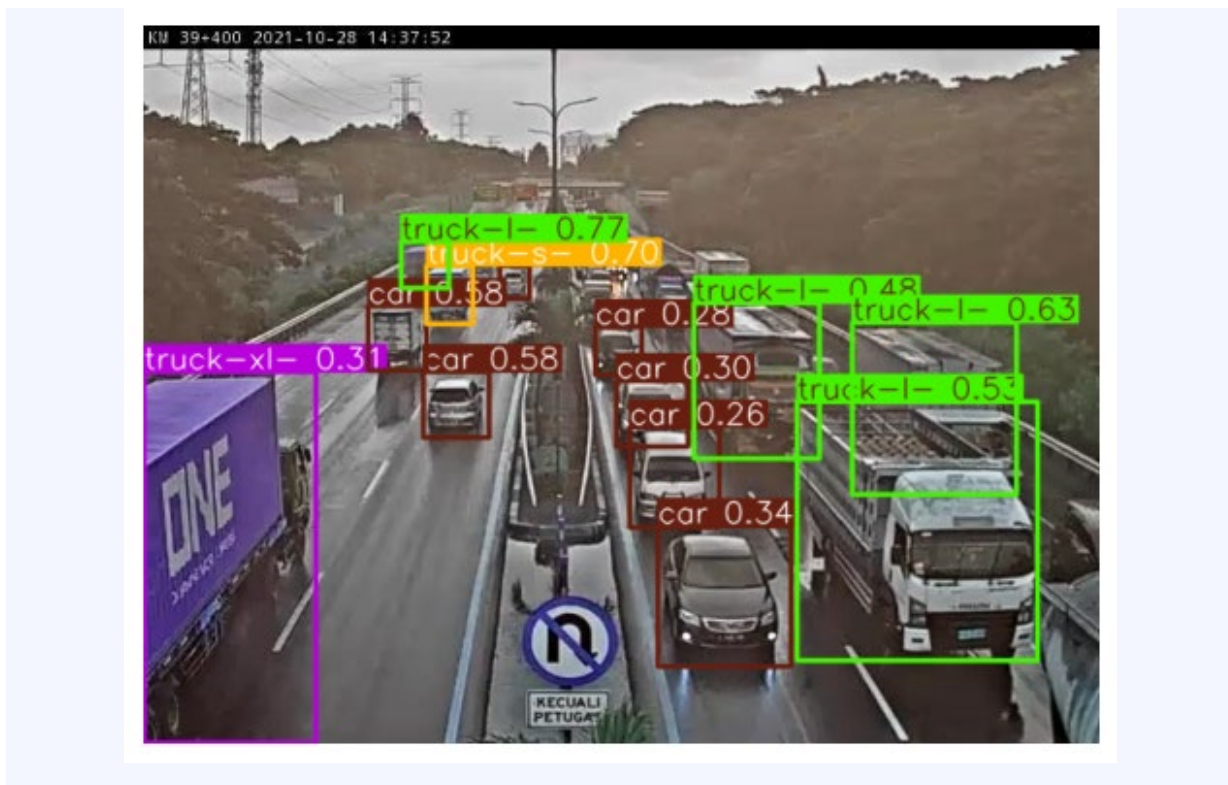 KM 39+400 2021-10-28 14:37:52
truck-l- 0.77
truck-s- 0.70
car 0.58
truck-l- 0.48
truck-l- 0.63
car 0.28
truck-xl- 0.31
car 0.58
car 0.30
truck-l- 0.53
car 0.26
car 0.34
ONE
KECUALI
PETUGAS